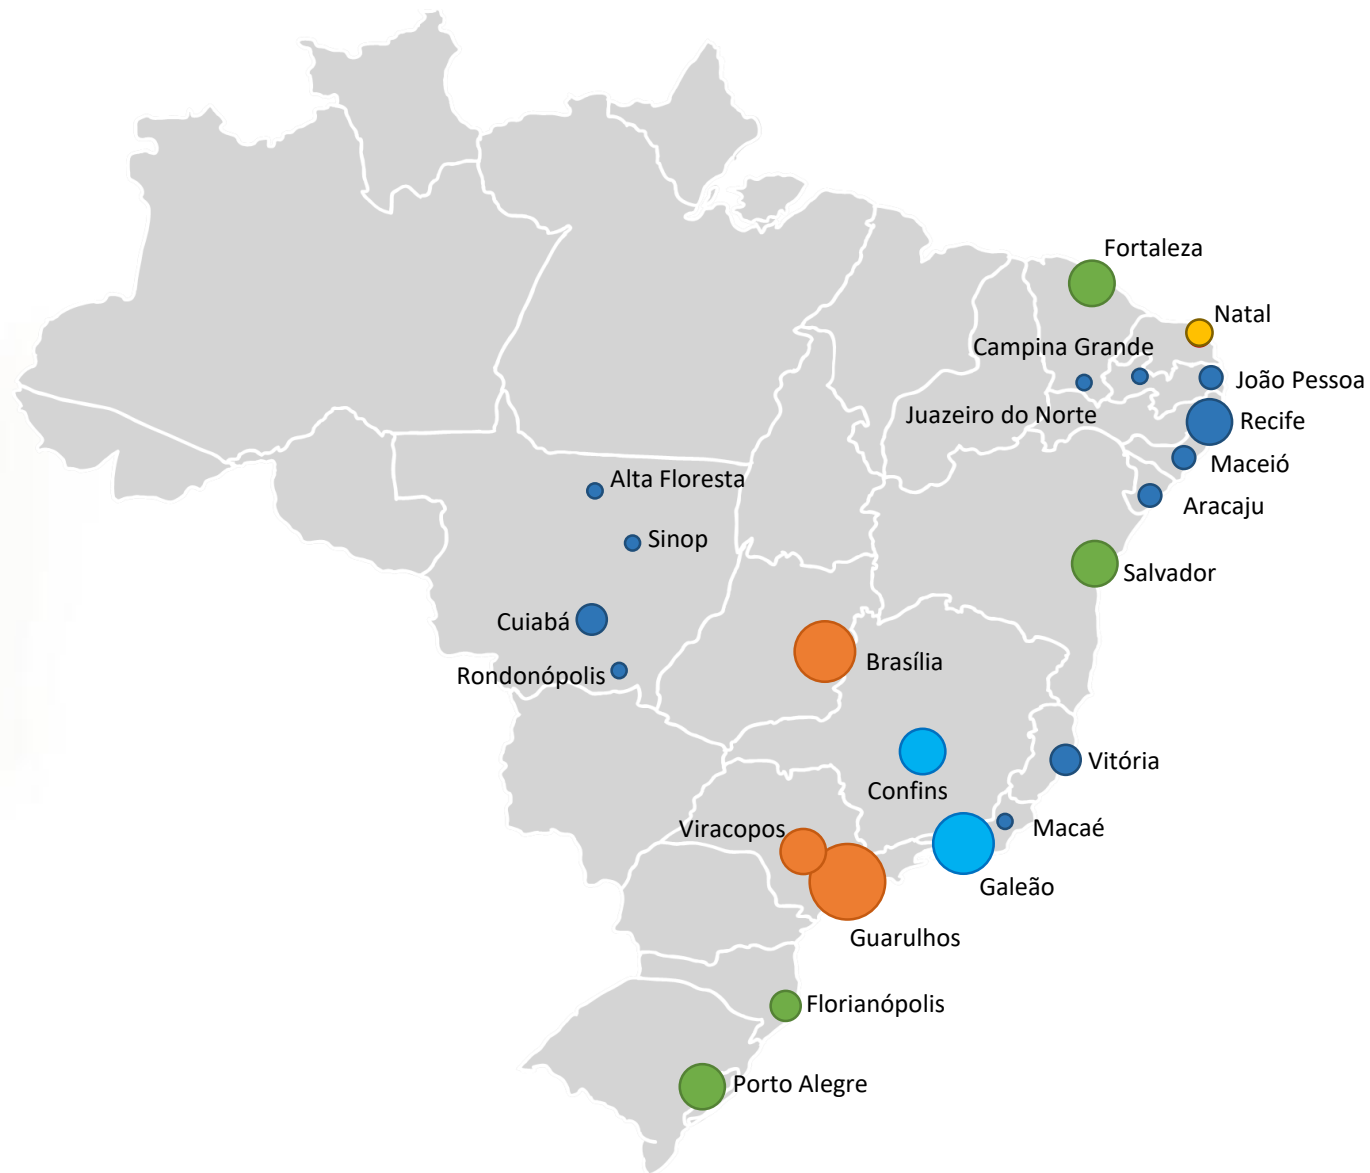 Fortaleza
Natal
Campina Grande
João Pessoa
Juazeiro do Norte
Recife
Maceió
Alta Floresta
Aracaju
Sinop
Salvador
Cuiabá
Brasília
Rondonópolis
Vitória
Confins
Viracopos
Macaé
Galeão
Guarulhos
Florianópolis
Porto Alegre